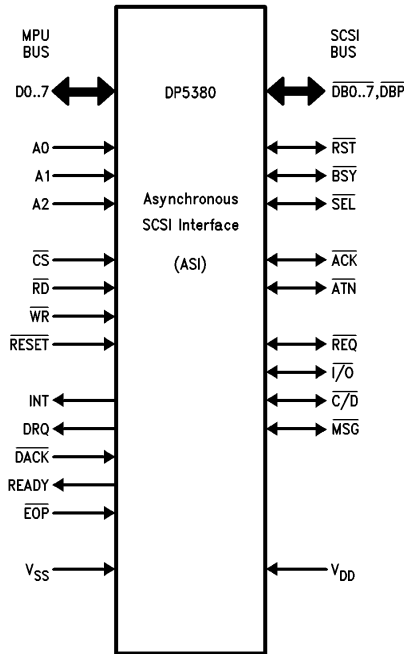 MPU
BUS
SCSI
BUS
D0..7
DP5380
DB0..7,DBP
A0
RST
A1
BSY
A2
SEL
Asynchronous
SCSI Interface
(ASI)
CS
ACK
RD
ATN
WR
RESET
REQ
I/O
INT
C/D
DRQ
MSG
DACK
READY
EOP
VSS
VDD